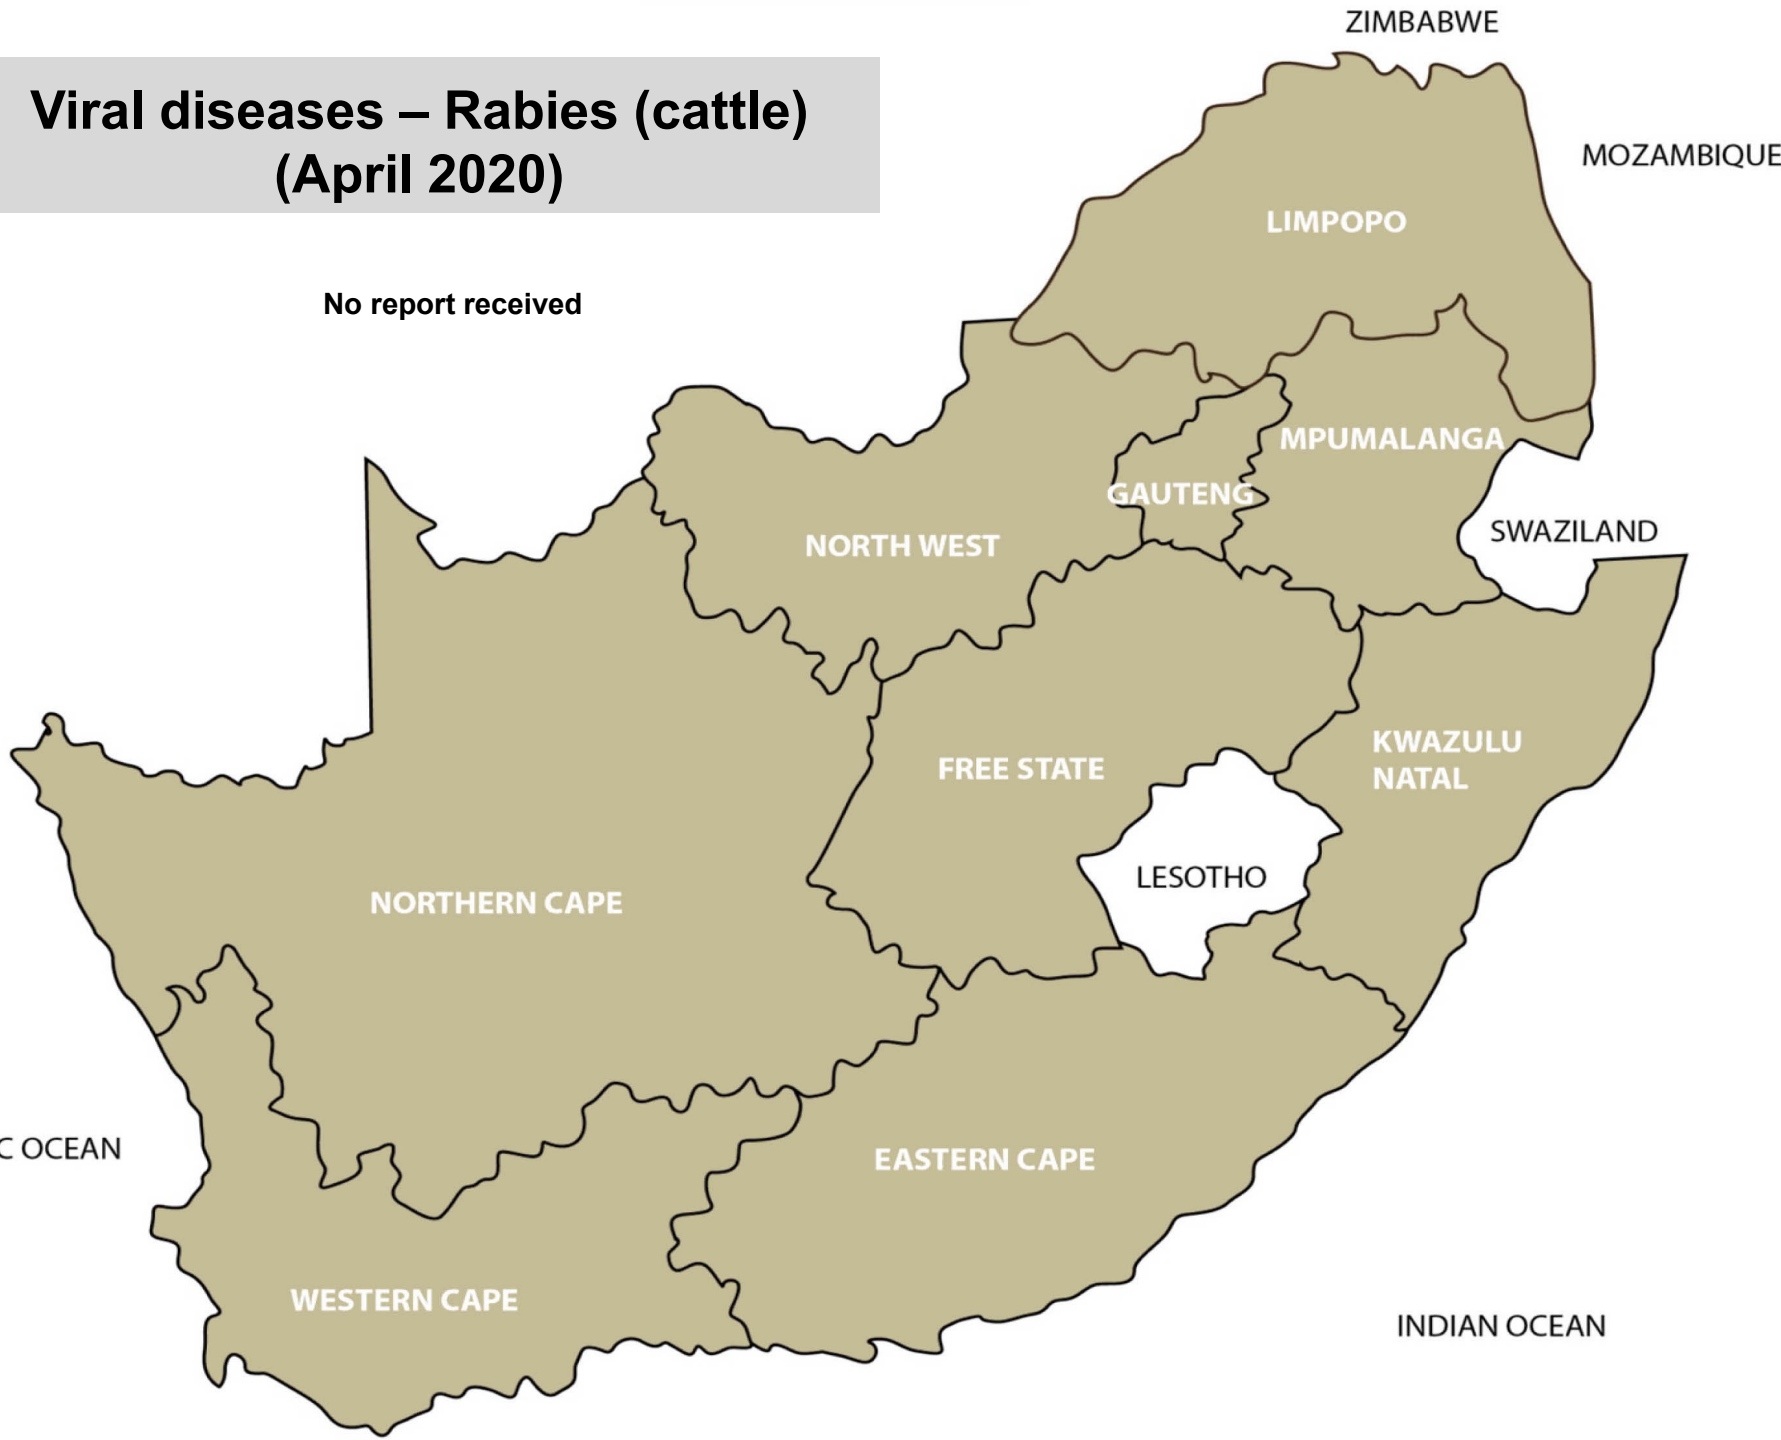 ZIMBABWE
Viral diseases – Rabies (cattle)
(April 2020)
MOZAMBIQUE
LIMPOPO
No report received
MPUMALANGA
GAUTENG
SWAZILAND
NORTH WEST
KWAZULU
NATAL
FREE STATE
LESOTHO
NORTHERN CAPE
C OCEAN
EASTERN CAPE
WESTERN CAPE
INDIAN OCEAN